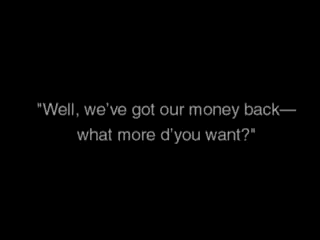 "Well, we've got our money back—
what more d'you want?"